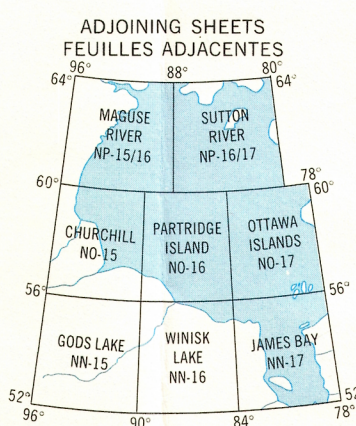 ADJOINING SHEETS
FEUILLES ADJACENTES
96° 88° 80°
64° 64°
MAGUSE
RIVER
NP-15/16
SUTTON
RIVER
NP-16/17
78°
60° 60°
CHURCHILL
NO-15
PARTRIDGE
ISLAND
NO-16
OTTAWA
ISLANDS
NO-17
56° 56°
GODS LAKE
NN-15
WINISK
LAKE
NN-16
JAMES BAY
NN-17
52° 52
96° 90° 84° 78°